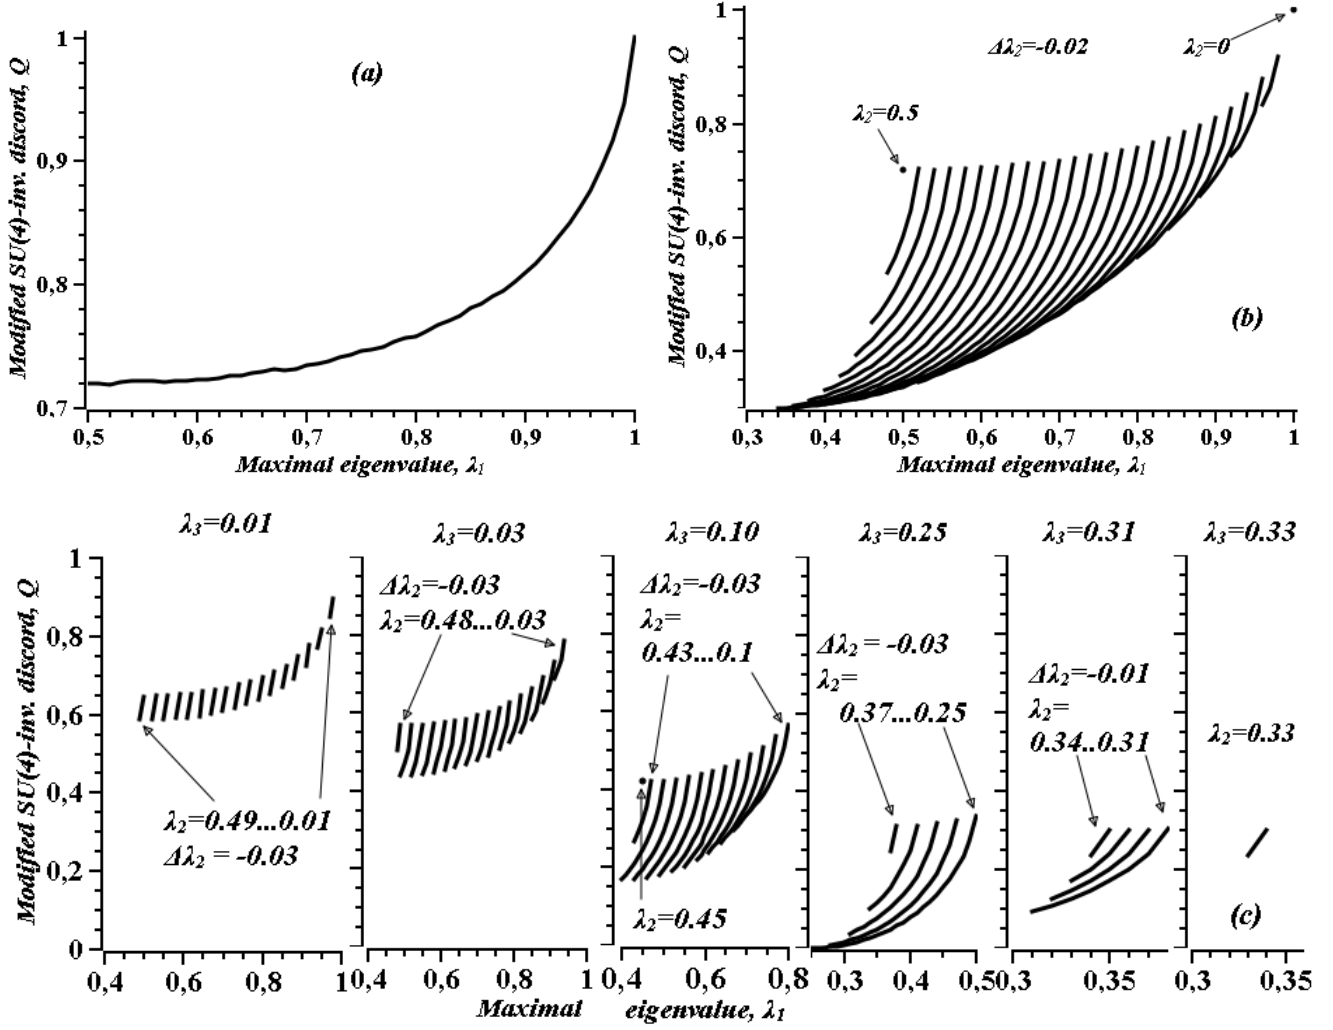 Modified SU(4)-inv. discord, Q
1
0,9
0,8
0.7
(a)
0,5 0,6 0,7 0,8 0,9 1
Maximal eigenvalue, λ1
Modified SU(4)-inv. discord, Q
1
0,8
0,6
0,4
Δλ2=-0.02
λ2=0
λ2=0.5
(b)
0,3 0,4 0,5 0,6 0,7 0,8 0,9 1
Maximal eigenvalue, λ1
Modified SU(4)-inv. discord, Q
1
0,8
0,6
0,4
0,2
0
λ3=0.01
λ2=0.49...0.01
Δλ2 = -0.03
0,4 0,6 0,8 1
λ3=0.03
Δλ2=-0.03
λ2=0.48...0.03
0,4 0,6 0,8 1
λ3=0.10
Δλ2=-0.03
λ2=
0.43...0.1
λ2=0.45
0,4 0,6 0,8
λ3=0.25
Δλ2 = -0.03
λ2=
0.37...0.25
0,3 0,4 0,5
λ3=0.31
Δλ2=-0.01
λ2=
0.34..0.31
0,3 0,35
λ3=0.33
λ2=0.33
(c)
0,3 0,35
Maximal eigenvalue, λ1